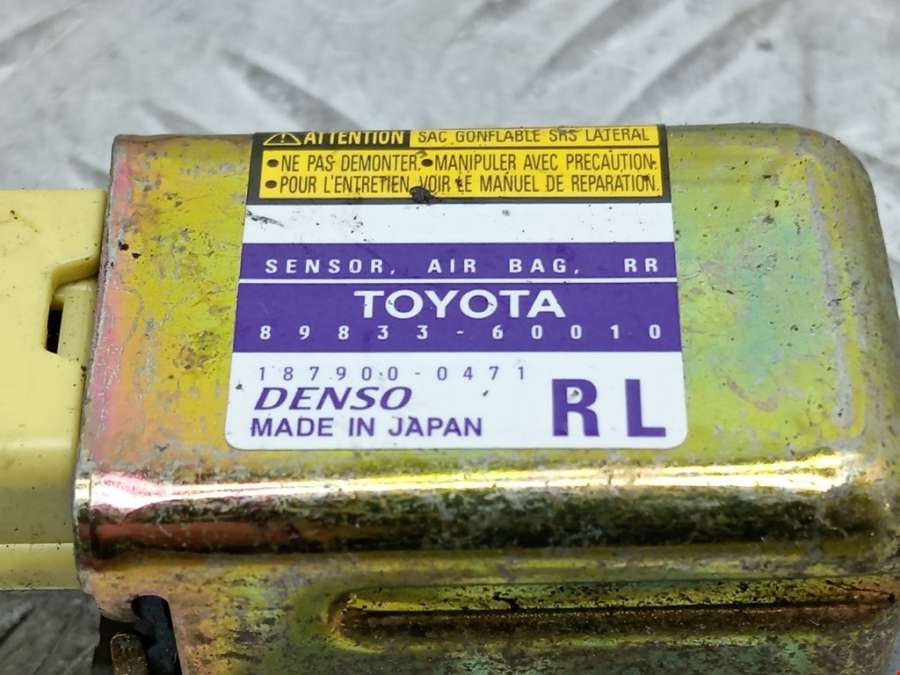 ⚠ ATTENTION SAC GONFLABLE SRS LATERAL
•NE PAS DEMONTER. •MANIPULER AVEC PRECAUTION.
•POUR L'ENTRETIEN, VOIR LE MANUEL DE REPARATION.
SENSOR, AIR BAG, RR
TOYOTA
89833-60010
187900-0471
DENSO
MADE IN JAPAN
RL